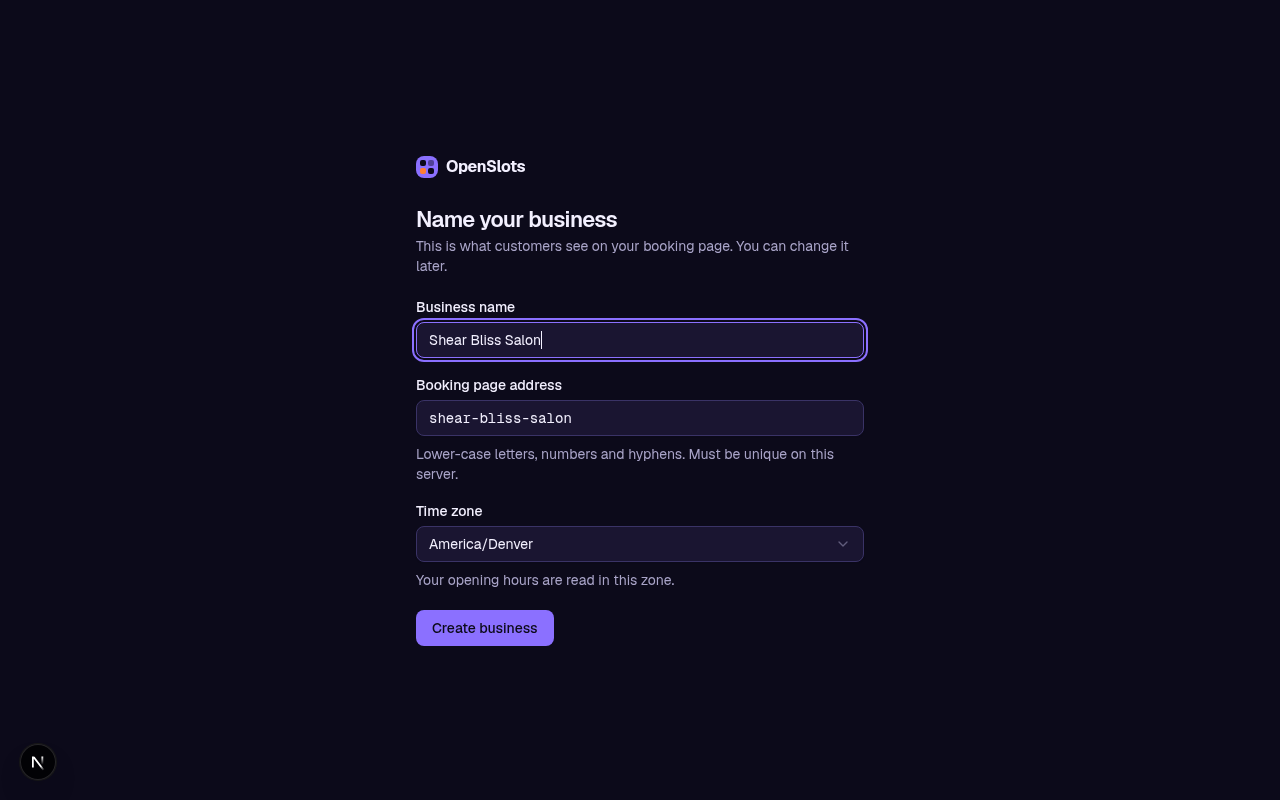 OpenSlots
Name your business
This is what customers see on your booking page. You can change it
later.
Business name
Shear Bliss Salon
Booking page address
shear-bliss-salon
Lower-case letters, numbers and hyphens. Must be unique on this
server.
Time zone
America/Denver
Your opening hours are read in this zone.
Create business
N